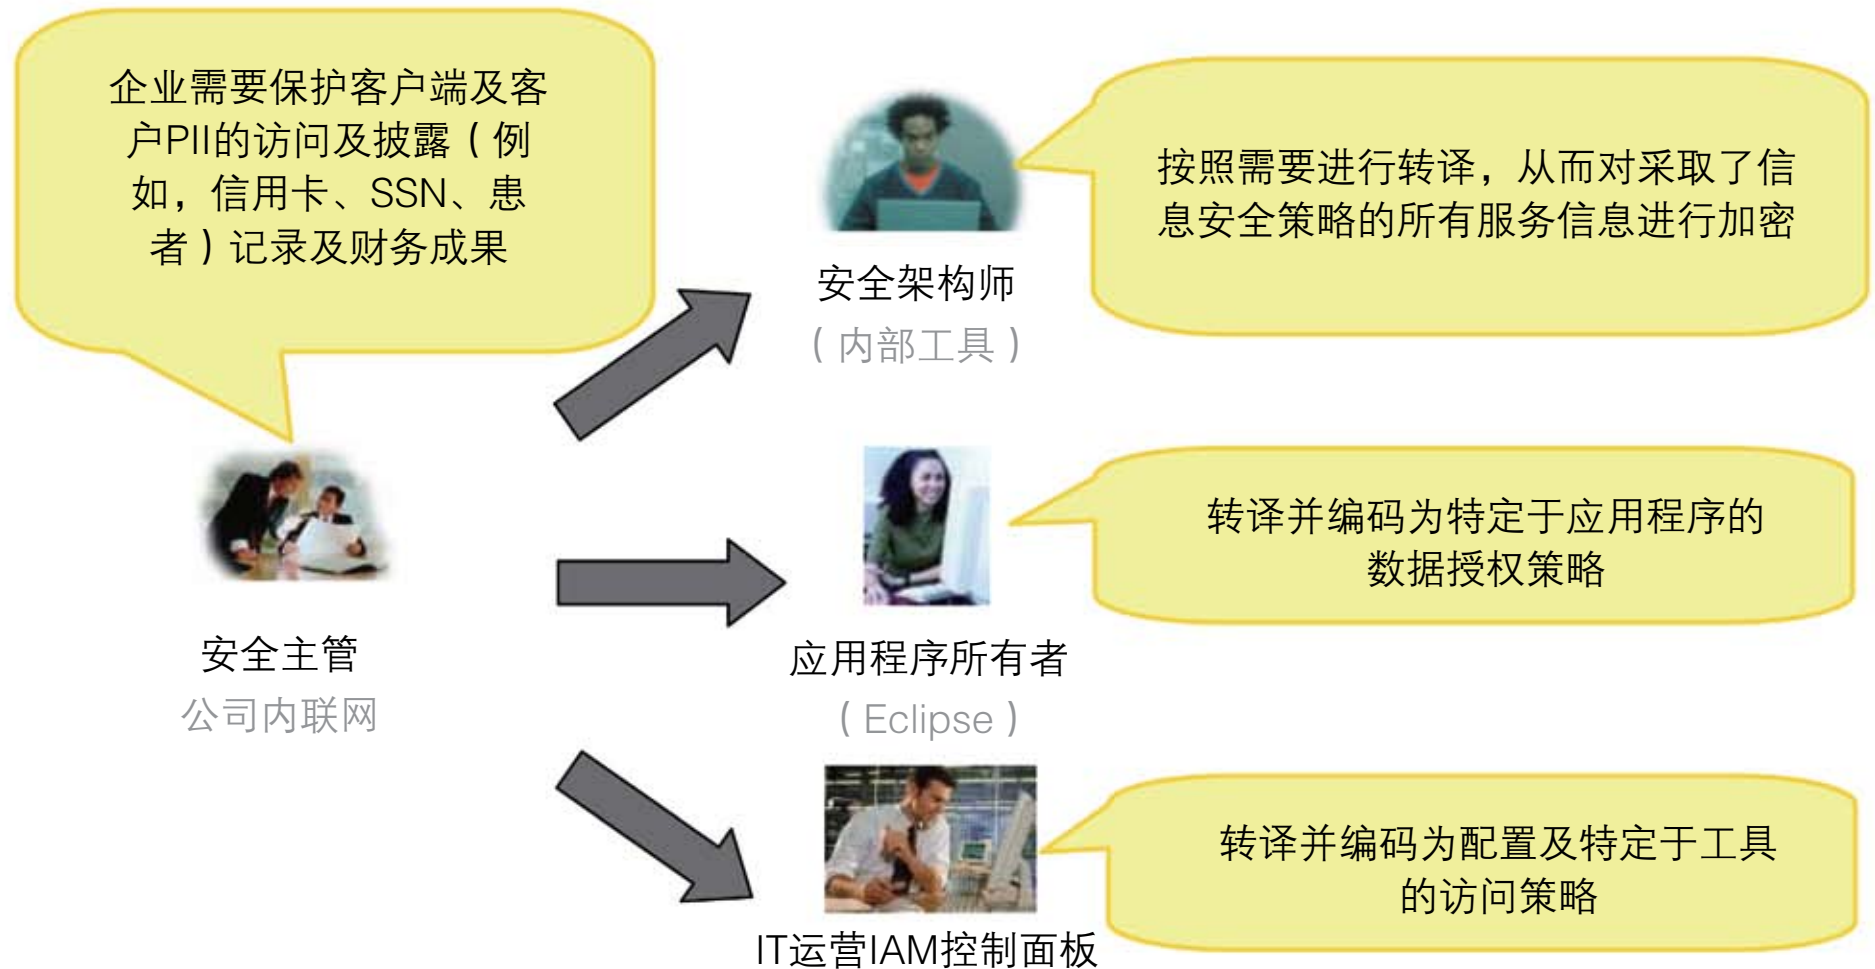 企业需要保护客户端及客
户PII的访问及披露（例
如，信用卡、SSN、患
者）记录及财务成果
安全主管
公司内联网
安全架构师
（内部工具）
按照需要进行转译，从而对采取了信
息安全策略的所有服务信息进行加密
应用程序所有者
（Eclipse）
转译并编码为特定于应用程序的
数据授权策略
IT运营IAM控制面板
转译并编码为配置及特定于工具
的访问策略